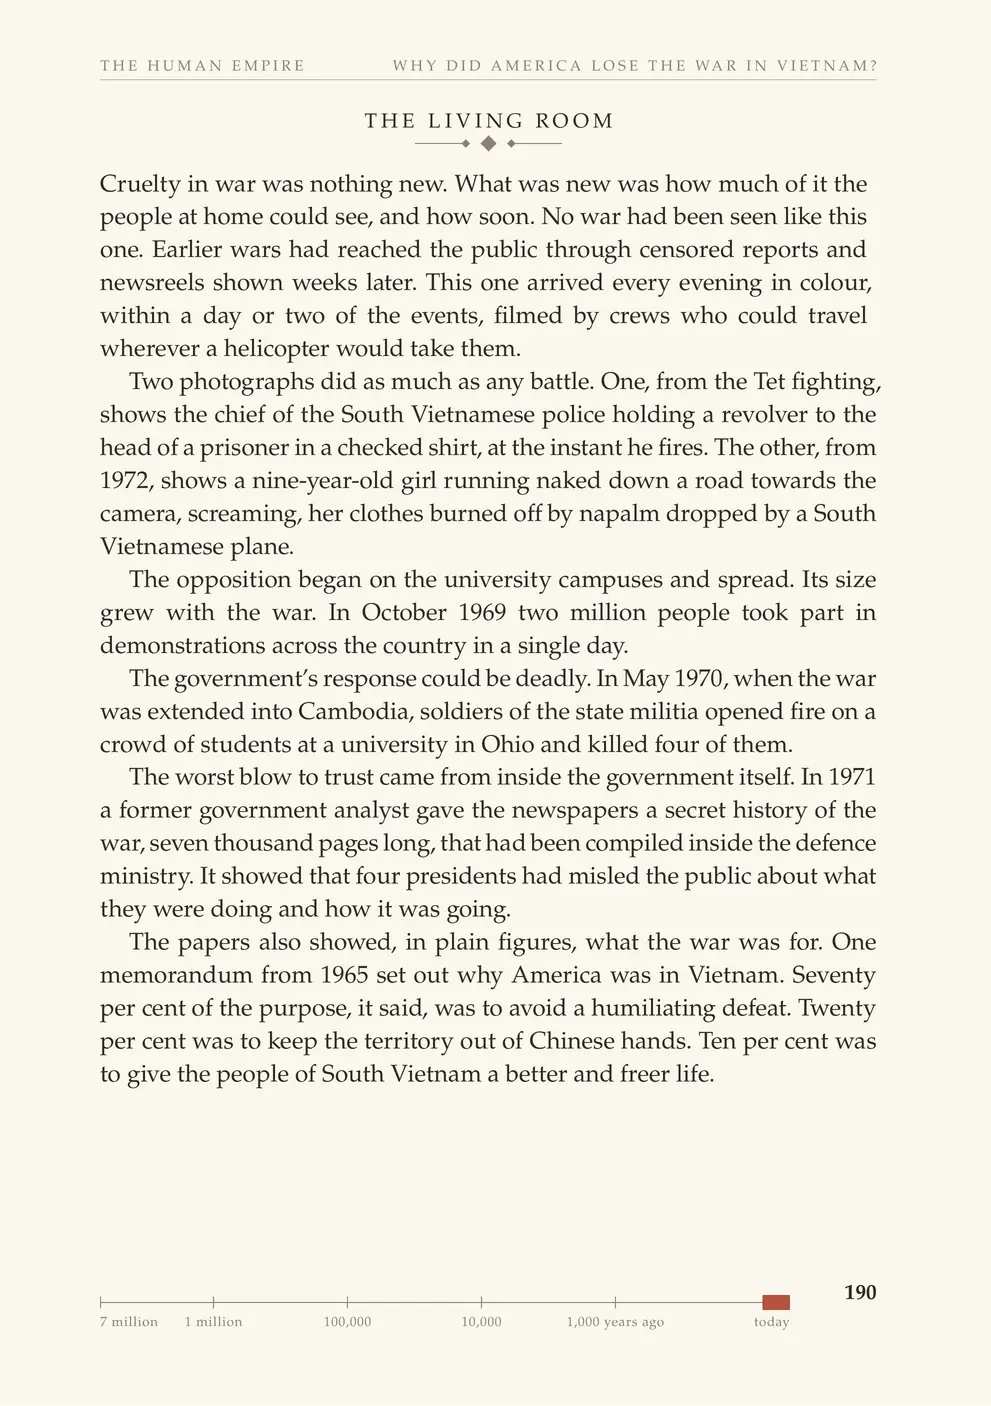 THE HUMAN EMPIRE
WHY DID AMERICA LOSE THE WAR IN VIETNAM?
THE LIVING ROOM
Cruelty in war was nothing new. What was new was how much of it the
people at home could see, and how soon. No war had been seen like this
one. Earlier wars had reached the public through censored reports and
newsreels shown weeks later. This one arrived every evening in colour,
within a day or two of the events, filmed by crews who could travel
wherever a helicopter would take them.
Two photographs did as much as any battle. One, from the Tet fighting,
shows the chief of the South Vietnamese police holding a revolver to the
head of a prisoner in a checked shirt, at the instant he fires. The other, from
1972, shows a nine-year-old girl running naked down a road towards the
camera, screaming, her clothes burned off by napalm dropped by a South
Vietnamese plane.
The opposition began on the university campuses and spread. Its size
grew with the war. In October 1969 two million people took part in
demonstrations across the country in a single day.
The government’s response could be deadly. In May 1970, when the war
was extended into Cambodia, soldiers of the state militia opened fire on a
crowd of students at a university in Ohio and killed four of them.
The worst blow to trust came from inside the government itself. In 1971
a former government analyst gave the newspapers a secret history of the
war, seven thousand pages long, that had been compiled inside the defence
ministry. It showed that four presidents had misled the public about what
they were doing and how it was going.
The papers also showed, in plain figures, what the war was for. One
memorandum from 1965 set out why America was in Vietnam. Seventy
per cent of the purpose, it said, was to avoid a humiliating defeat. Twenty
per cent was to keep the territory out of Chinese hands. Ten per cent was
to give the people of South Vietnam a better and freer life.
190
7 million 1 million 100,000 10,000 1,000 years ago today